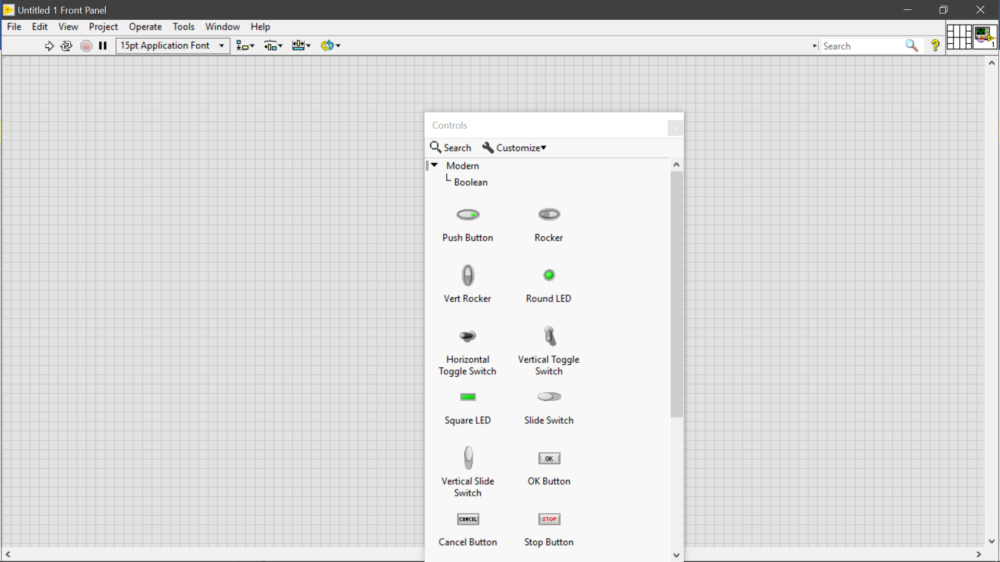 Untitled 1 Front Panel
File Edit View Project Operate Tools Window Help
15pt Application Font
Search
1
Controls
Search Customize
Modern
Boolean
Push Button Rocker
Vert Rocker Round LED
Horizontal Toggle Switch Vertical Toggle Switch
Square LED Slide Switch
OK
Vertical Slide Switch OK Button
CANCEL STOP
Cancel Button Stop Button